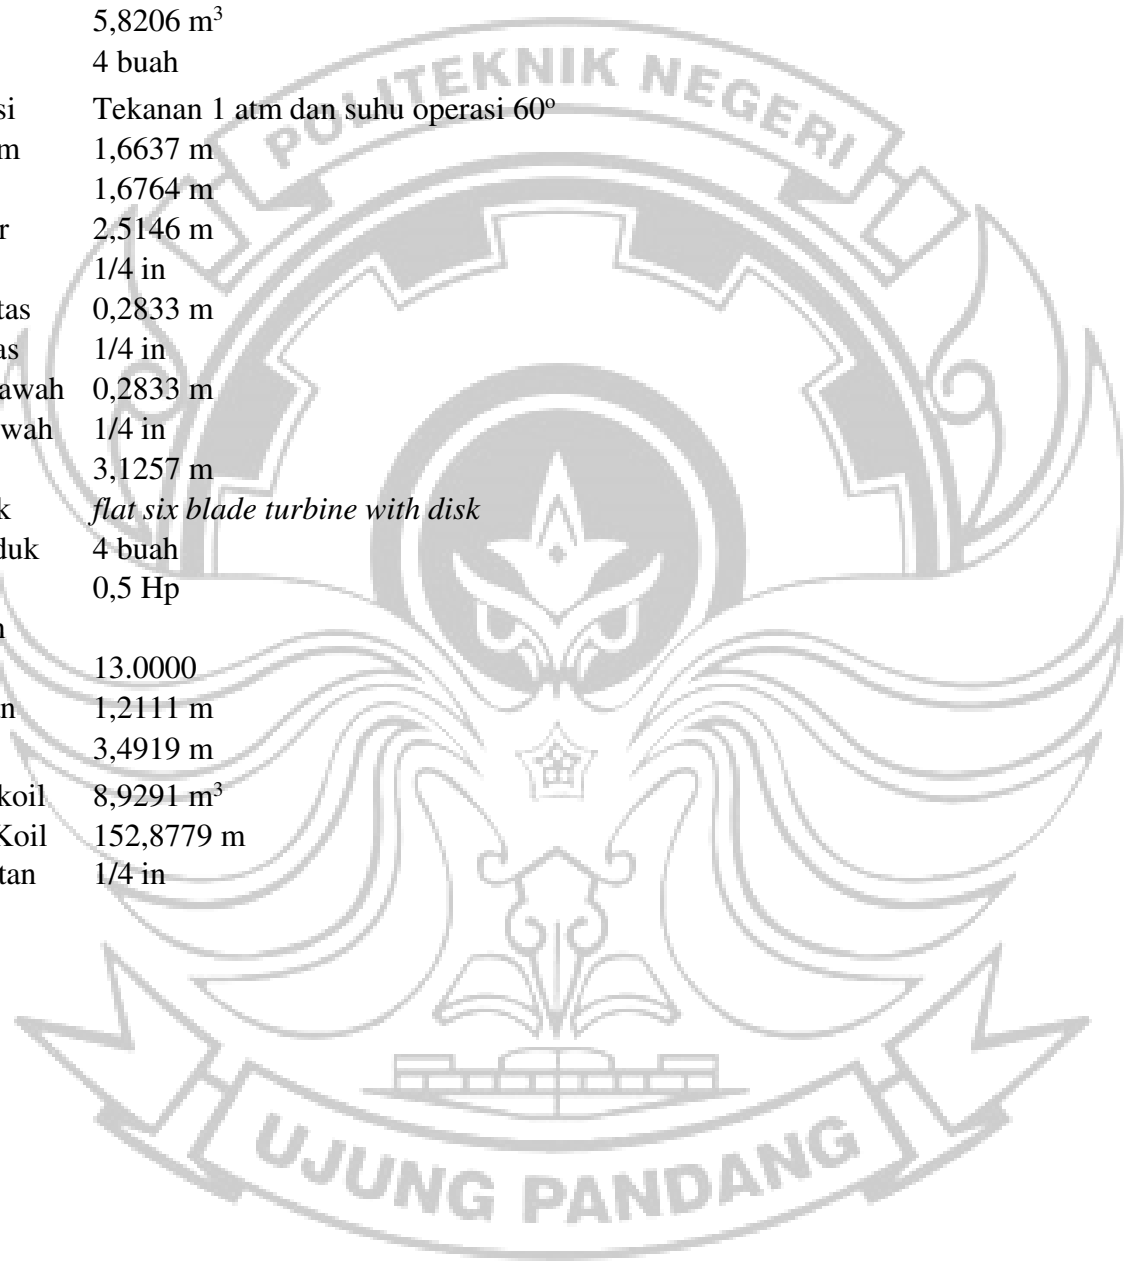 5,8206 m³
4 buah
si Tekanan 1 atm dan suhu operasi 60°
m 1,6637 m
1,6764 m
r 2,5146 m
1/4 in
tas 0,2833 m
as 1/4 in
awah 0,2833 m
wah 1/4 in
3,1257 m
k flat six blade turbine with disk
duk 4 buah
0,5 Hp
n
13.0000
n 1,2111 m
3,4919 m
koil 8,9291 m³
Koil 152,8779 m
tan 1/4 in
POLITEKNIK NEGERI
UJUNG PANDANG